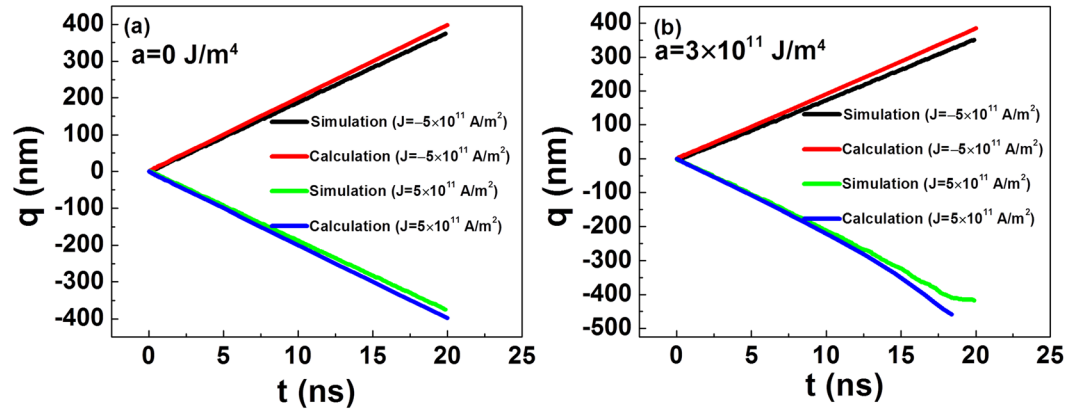 (a)
a=0 J/m⁴
400
300
200
100
0
-100
-200
-300
-400
q (nm)
Simulation (J=−5×10¹¹ A/m²)
Calculation (J=−5×10¹¹ A/m²)
Simulation (J=5×10¹¹ A/m²)
Calculation (J=5×10¹¹ A/m²)
0 5 10 15 20 25
t (ns)
(b)
a=3×10¹¹ J/m⁴
400
300
200
100
0
-100
-200
-300
-400
-500
q (nm)
Simulation (J=−5×10¹¹ A/m²)
Calculation (J=−5×10¹¹ A/m²)
Simulation (J=5×10¹¹ A/m²)
Calculation (J=5×10¹¹ A/m²)
0 5 10 15 20 25
t (ns)